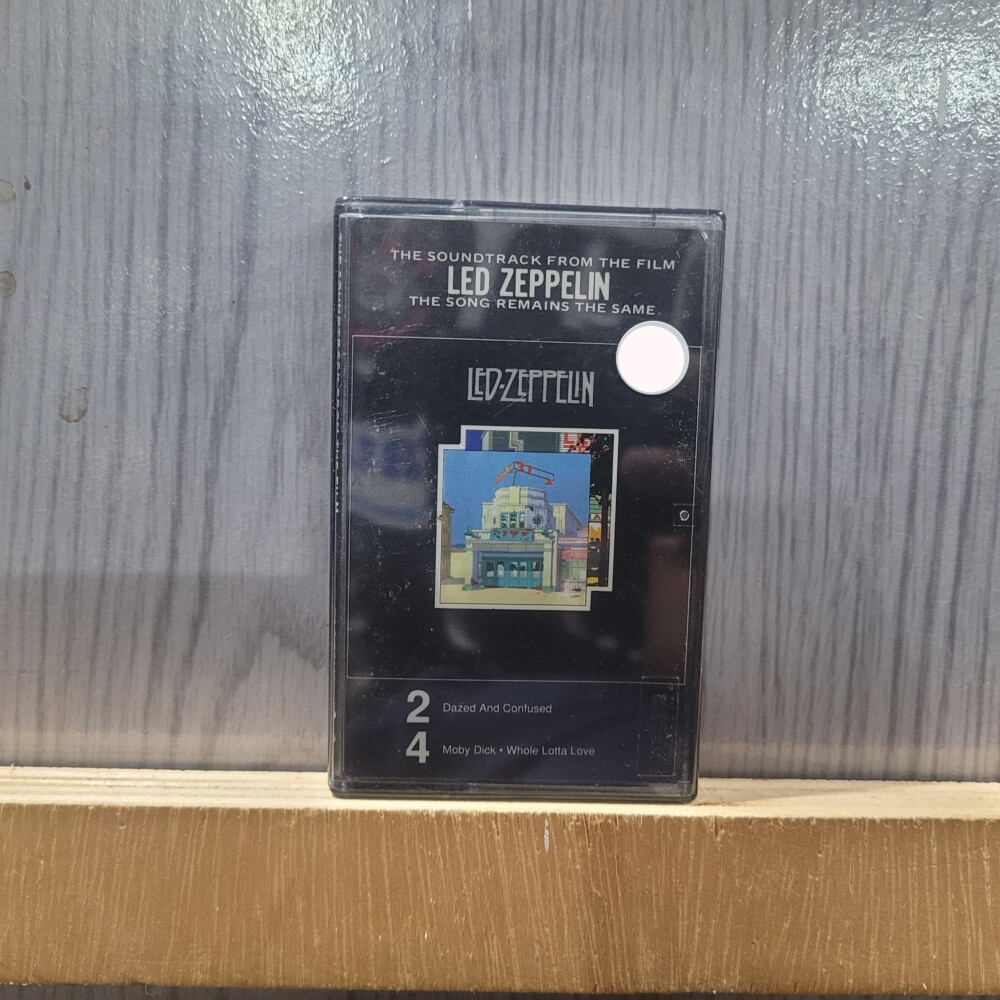 THE SOUNDTRACK FROM THE FILM
LED ZEPPELIN
THE SONG REMAINS THE SAME
LED-ZEPPELIN
2 Dazed And Confused
4 Moby Dick • Whole Lotta Love